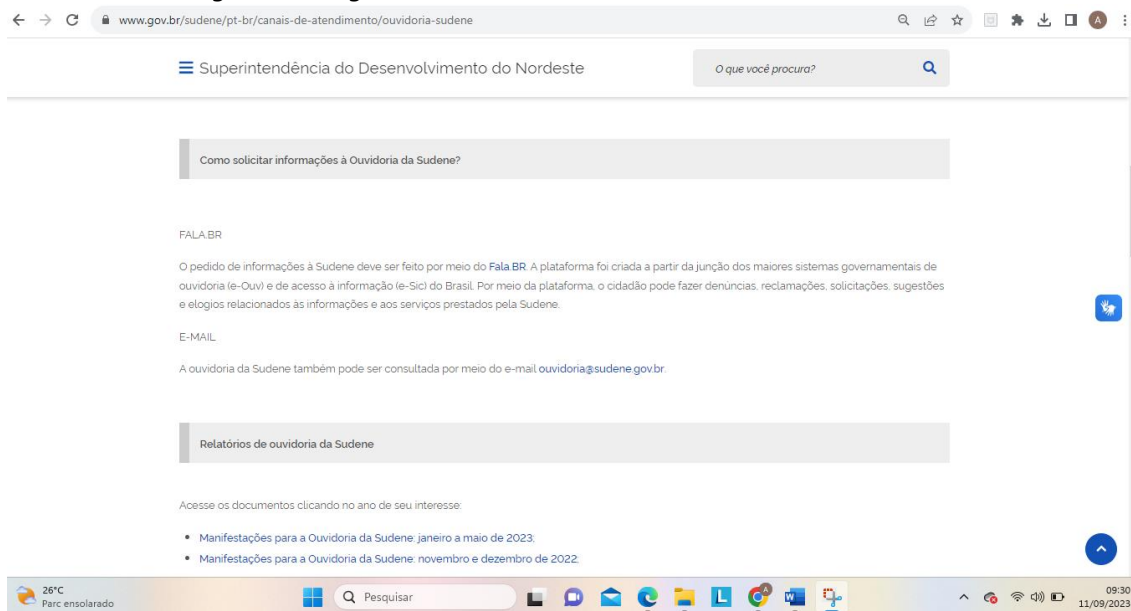 www.gov.br/sudene/pt-br/canais-de-atendimento/ouvidoria-sudene
A
Superintendência do Desenvolvimento do Nordeste
O que você procura?
Como solicitar informações à Ouvidoria da Sudene?
FALA.BR
O pedido de informações à Sudene deve ser feito por meio do Fala.BR. A plataforma foi criada a partir da junção dos maiores sistemas governamentais de
ouvidoria (e-Ouv) e de acesso à informação (e-Sic) do Brasil. Por meio da plataforma, o cidadão pode fazer denúncias, reclamações, solicitações, sugestões
e elogios relacionados às informações e aos serviços prestados pela Sudene.
E-MAIL
A ouvidoria da Sudene também pode ser consultada por meio do e-mail ouvidoria@sudene.gov.br.
Relatórios de ouvidoria da Sudene
Acesse os documentos clicando no ano de seu interesse:
Manifestações para a Ouvidoria da Sudene: janeiro a maio de 2023;
Manifestações para a Ouvidoria da Sudene: novembro e dezembro de 2022;
26°C
Parc ensolarado
Pesquisar
09:30
11/09/2023